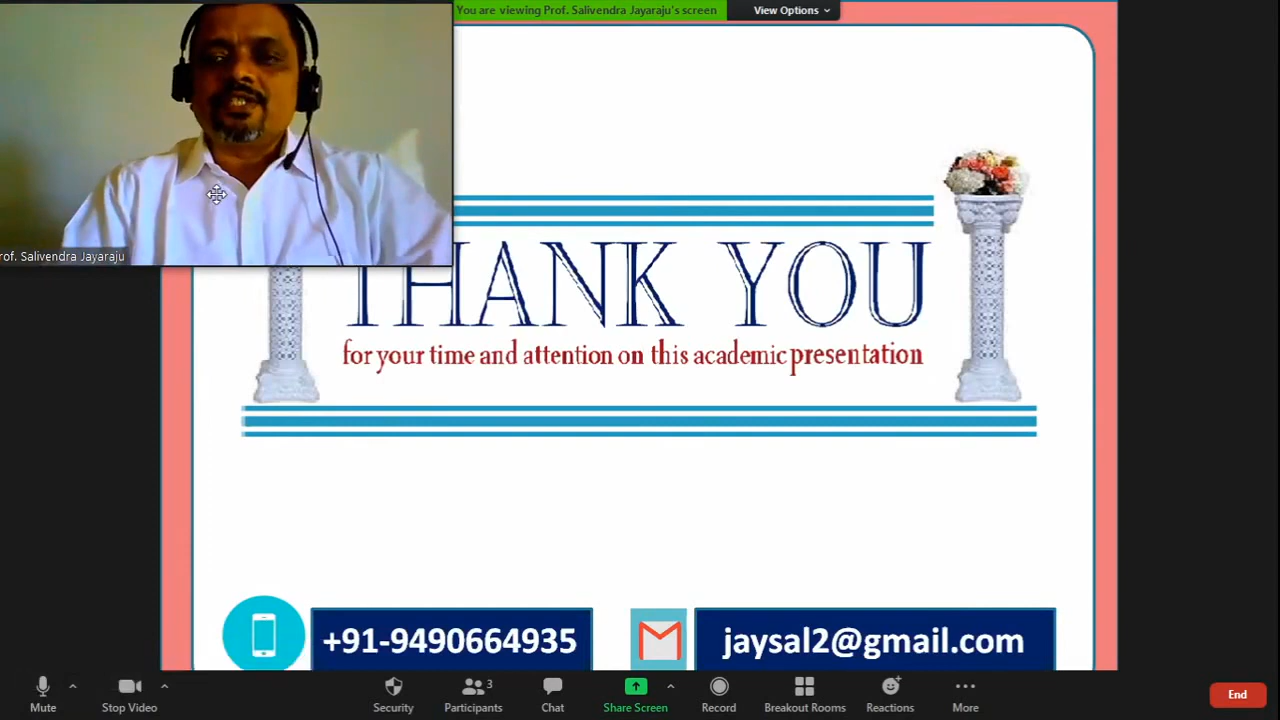 You are viewing Prof. Salivendra Jayaraju's screen
View Options
rof. Salivendra Jayaraju
THANK YOU
for your time and attention on this academic presentation
+91-9490664935
jaysal2@gmail.com
Mute
Stop Video
Security
Participants
3
Chat
Share Screen
Record
Breakout Rooms
Reactions
More
End